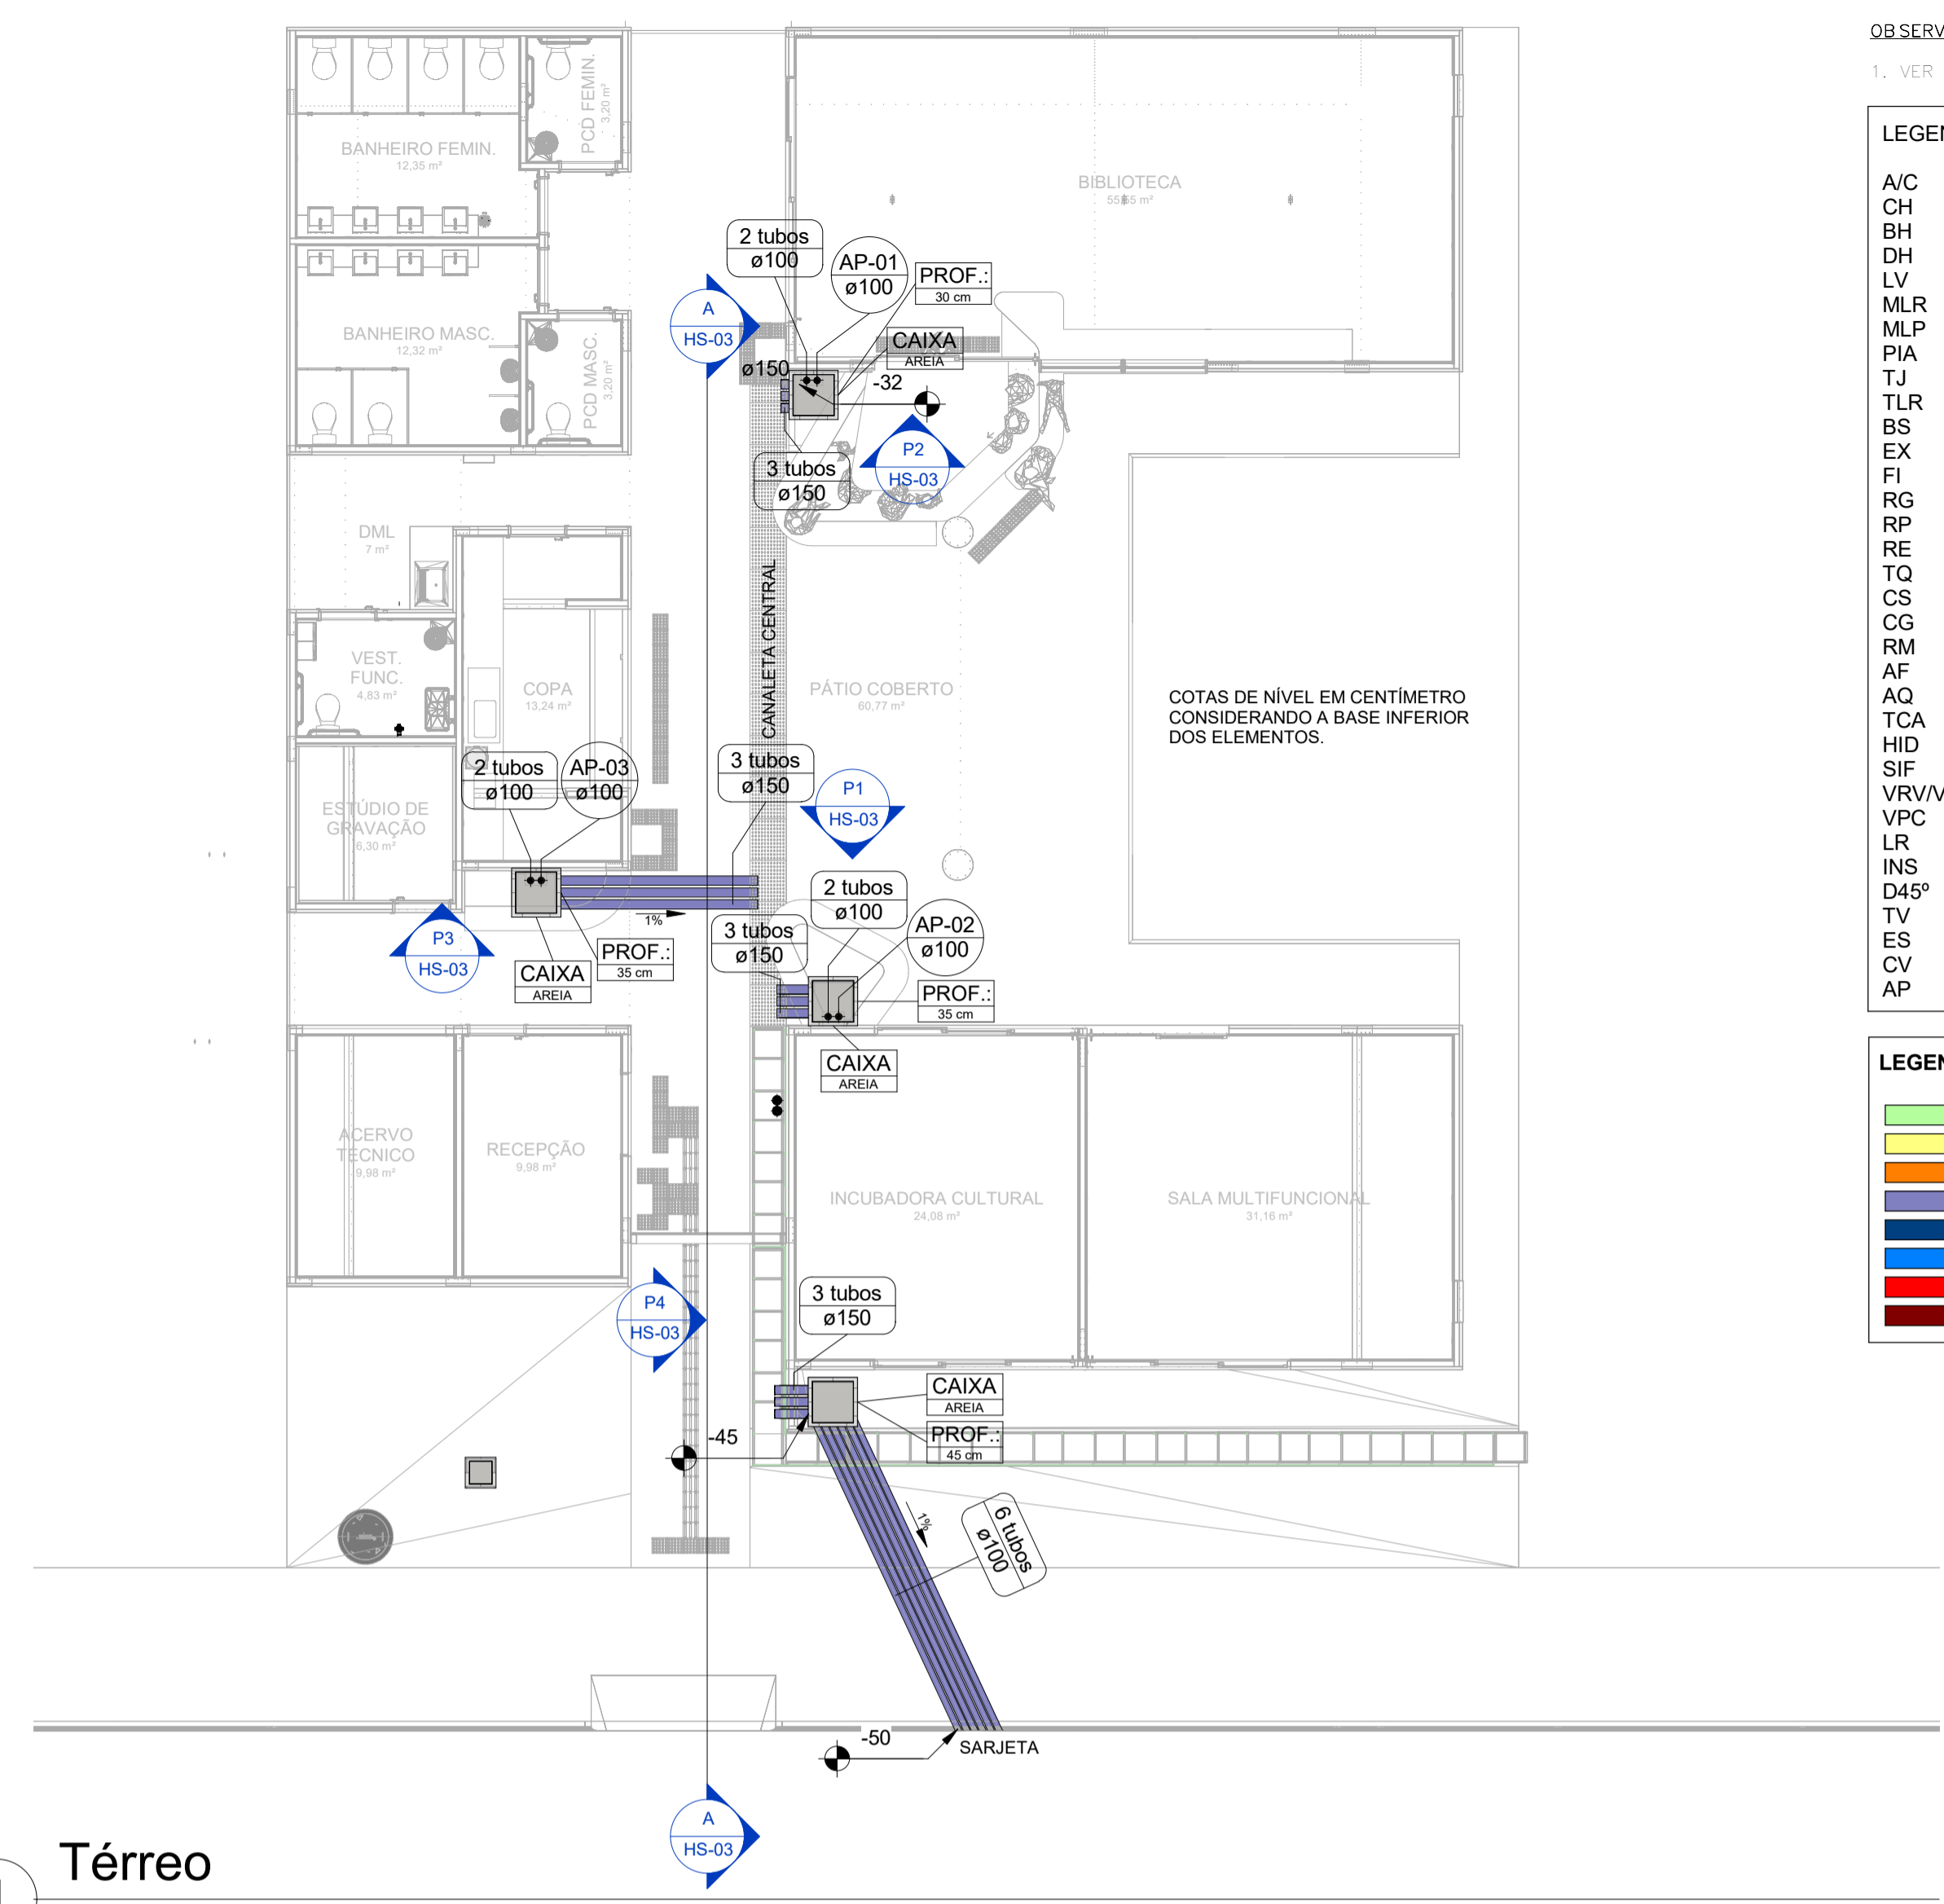 OBSERV
1. VER
LEGEN
A/C
CH
BH
DH
LV
MLR
MLP
PIA
TJ
TLR
BS
EX
FI
RG
RP
RE
TQ
CS
CG
RM
AF
AQ
TCA
HID
SIF
VRV/V
VPC
LR
INS
D45º
TV
ES
CV
AP
LEGEN
PCD FEMIN.
3,20 m²
BANHEIRO FEMIN.
12,35 m²
BIBLIOTECA
55,65 m²
2 tubos
ø100
AP-01
ø100
PROF.:
30 cm
A
HS-03
BANHEIRO MASC.
12,32 m²
PCD MASC.
3,20 m²
CAIXA
AREIA
ø150
-32
P2
HS-03
3 tubos
ø150
DML
7 m²
CANALETA CENTRAL
VEST.
FUNC.
4,83 m²
COPA
13,24 m²
PÁTIO COBERTO
60,77 m²
COTAS DE NÍVEL EM CENTÍMETRO
CONSIDERANDO A BASE INFERIOR
DOS ELEMENTOS.
2 tubos
ø100
AP-03
ø100
3 tubos
ø150
P1
HS-03
ESTÚDIO DE
GRAVAÇÃO
6,30 m²
2 tubos
ø100
1%
3 tubos
ø150
AP-02
ø100
P3
HS-03
PROF.:
35 cm
CAIXA
AREIA
PROF.:
35 cm
CAIXA
AREIA
ACERVO
TÉCNICO
9,98 m²
RECEPÇÃO
9,98 m²
INCUBADORA CULTURAL
24,08 m²
SALA MULTIFUNCIONAL
31,16 m²
3 tubos
ø150
P4
HS-03
CAIXA
AREIA
-45
PROF.:
45 cm
1%
6 tubos
ø100
-50
SARJETA
A
HS-03
Térreo